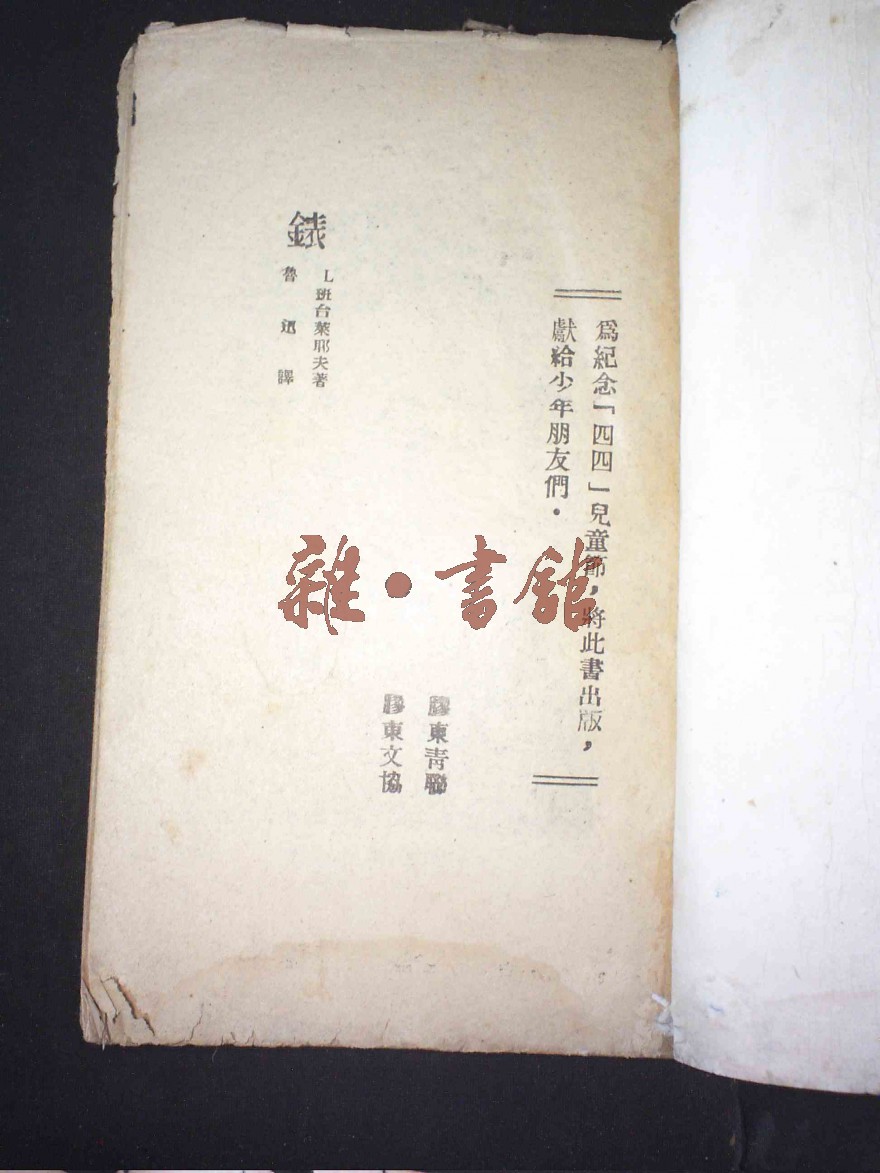 爲紀念「四四」兒童節，將此書出版，
獻給少年朋友們．
膠東青聯
膠東文協
錶
L班台萊耶夫著
魯迅譯
雜·書館